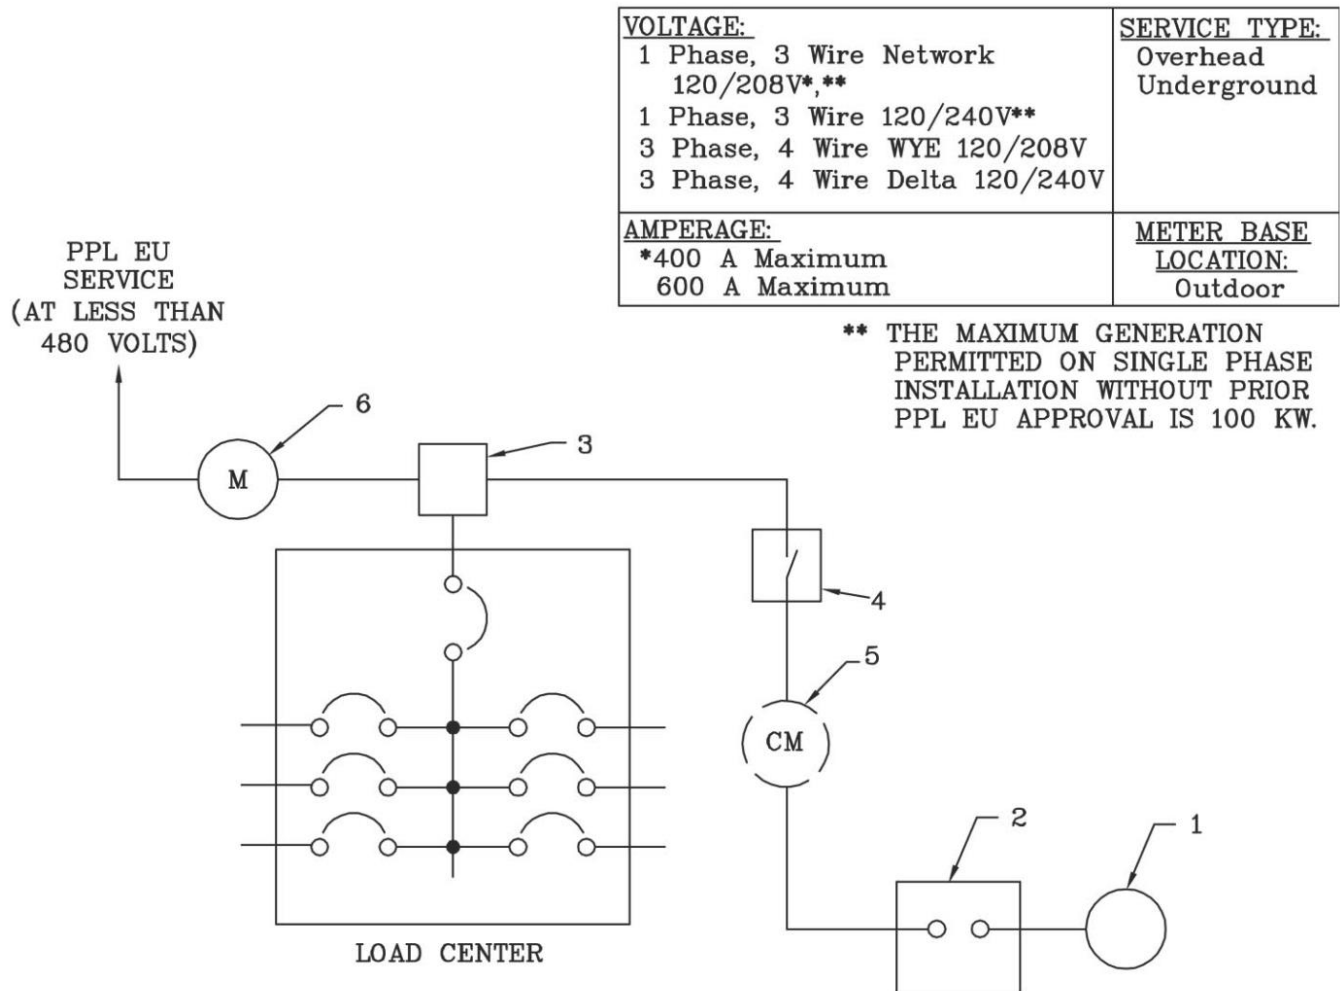 VOLTAGE:
1 Phase, 3 Wire Network
120/208V*,**
1 Phase, 3 Wire 120/240V**
3 Phase, 4 Wire WYE 120/208V
3 Phase, 4 Wire Delta 120/240V
SERVICE TYPE:
Overhead
Underground
AMPERAGE:
*400 A Maximum
600 A Maximum
METER BASE
LOCATION:
Outdoor
** THE MAXIMUM GENERATION
PERMITTED ON SINGLE PHASE
INSTALLATION WITHOUT PRIOR
PPL EU APPROVAL IS 100 KW.
PPL EU
SERVICE
(AT LESS THAN
480 VOLTS)
6
M
3
4
5
CM
2
1
LOAD CENTER